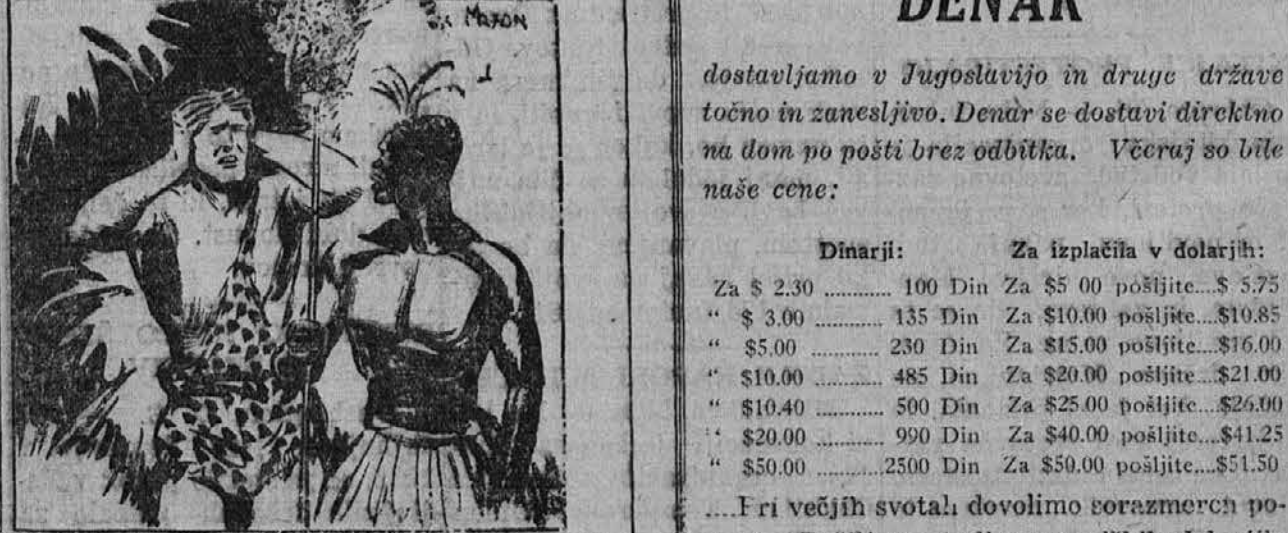 DENAR
dostavljamo v Jugoslavijo in druge države
točno in zanesljivo. Denar se dostavi direktno
na dom po pošti brez odbitka. Včeraj so bile
naše cene:
Dinarji: Za izplačila v dolarjih:
Za $ 2.30 ............ 100 Din Za $5 00 pošljite....$ 5.75
“ $ 3.00 ............ 135 Din Za $10.00 pošljite....$10.85
“ $5.00 ............ 230 Din Za $15.00 pošljite....$16.00
“ $10.00 ............ 485 Din Za $20.00 pošljite....$21.00
“ $10.40 ............ 500 Din Za $25.00 pošljite....$26.00
“ $20.00 ............ 990 Din Za $40.00 pošljite....$41.25
“ $50.00 ............2500 Din Za $50.00 pošljite....$51.50
....Pri večjih svotah dovolimo sorazmeren po-